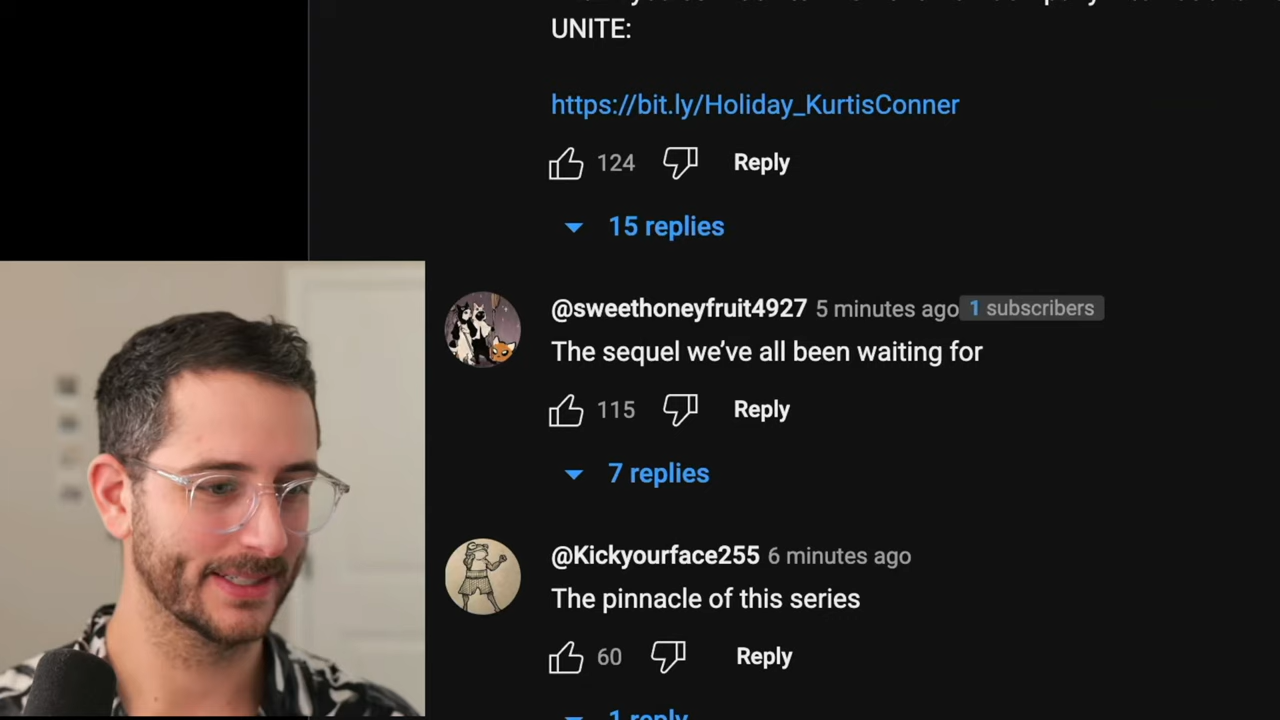 UNITE:
https://bit.ly/Holiday_KurtisConner
124 Reply
15 replies
@sweethoneyfruit4927 5 minutes ago 1 subscribers
The sequel we’ve all been waiting for
115 Reply
7 replies
@Kickyourface255 6 minutes ago
The pinnacle of this series
60 Reply
1 reply